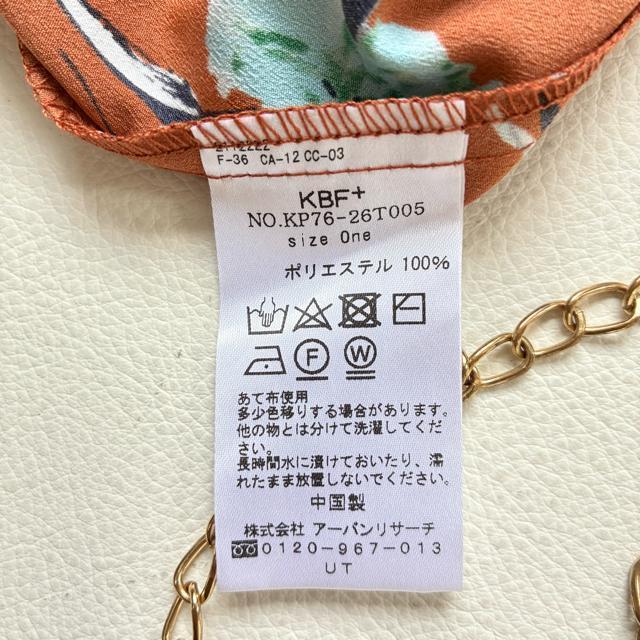 F-36 CA-12 CC-03
KBF+
NO.KP76-26T005
size One
ポリエステル 100%
F
W
あて布使用
多少色移りする場合があります。
他の物とは分けて洗濯してくださ
い。
長時間水に漬けておいたり、濡
れたまま放置しないでください。
中国製
株式会社 アーバンリサーチ
0120-967-013
UT